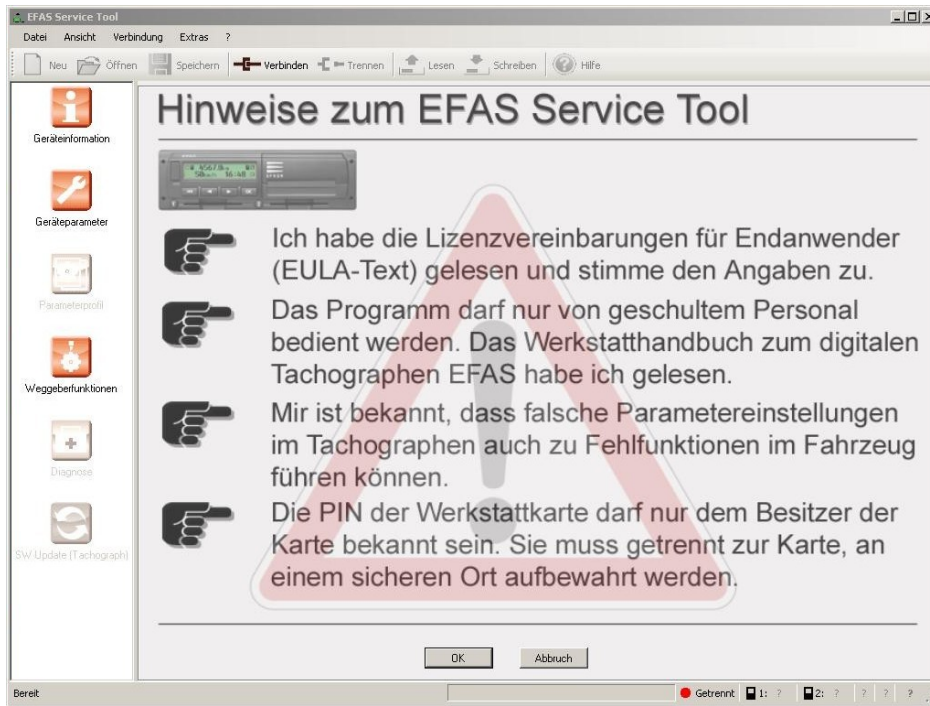 EFAS Service Tool
Datei Ansicht Verbindung Extras ?
Neu Öffnen Speichern Verbinden Trennen Lesen Schreiben Hilfe
Geräteinformation
Geräteparameter
Parameterprofil
Weggeberfunktionen
Diagnose
SW Update (Tachograph)
Hinweise zum EFAS Service Tool
Ich habe die Lizenzvereinbarungen für Endanwender
(EULA-Text) gelesen und stimme den Angaben zu.
Das Programm darf nur von geschultem Personal
bedient werden. Das Werkstatthandbuch zum digitalen
Tachographen EFAS habe ich gelesen.
Mir ist bekannt, dass falsche Parametereinstellungen
im Tachographen auch zu Fehlfunktionen im Fahrzeug
führen können.
Die PIN der Werkstattkarte darf nur dem Besitzer der
Karte bekannt sein. Sie muss getrennt zur Karte, an
einem sicheren Ort aufbewahrt werden.
OK Abbruch
Bereit Getrennt 1: ? 2: ? ? ? ?